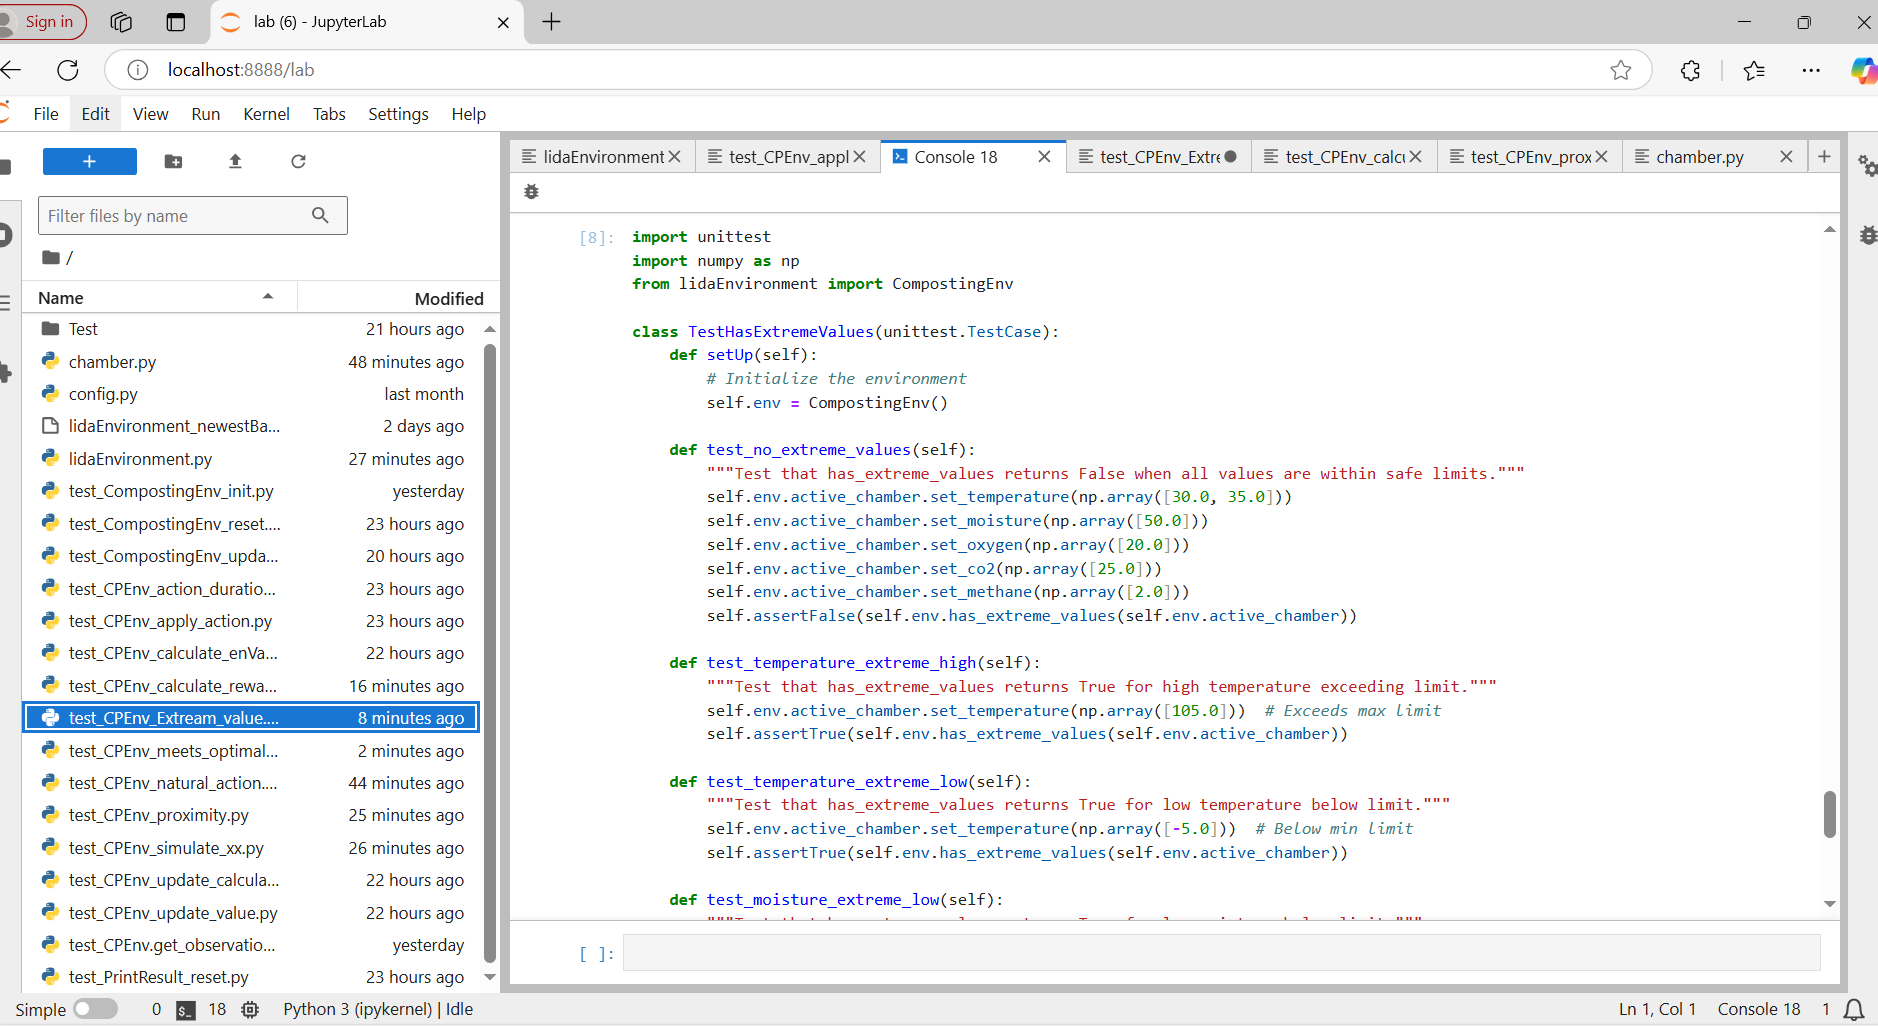 Sign in
lab (6) - JupyterLab
localhost:8888/lab
File Edit View Run Kernel Tabs Settings Help
Filter files by name
/
Name Modified
Test 21 hours ago
chamber.py 48 minutes ago
config.py last month
lidaEnvironment_newestBa... 2 days ago
lidaEnvironment.py 27 minutes ago
test_CompostingEnv_init.py yesterday
test_CompostingEnv_reset.... 23 hours ago
test_CompostingEnv_upda... 20 hours ago
test_CPEnv_action_duratio... 23 hours ago
test_CPEnv_apply_action.py 23 hours ago
test_CPEnv_calculate_enVa... 22 hours ago
test_CPEnv_calculate_rewa... 16 minutes ago
test_CPEnv_Extream_value.... 8 minutes ago
test_CPEnv_meets_optimal... 2 minutes ago
test_CPEnv_natural_action.... 44 minutes ago
test_CPEnv_proximity.py 25 minutes ago
test_CPEnv_simulate_xx.py 26 minutes ago
test_CPEnv_update_calcula... 22 hours ago
test_CPEnv_update_value.py 22 hours ago
test_CPEnv.get_observatio... yesterday
test_PrintResult_reset.py 23 hours ago
lidaEnvironment test_CPEnv_appl Console 18 test_CPEnv_Extre test_CPEnv_calcu test_CPEnv_prox chamber.py
[8]: import unittest
import numpy as np
from lidaEnvironment import CompostingEnv
class TestHasExtremeValues(unittest.TestCase):
def setUp(self):
# Initialize the environment
self.env = CompostingEnv()
def test_no_extreme_values(self):
"""Test that has_extreme_values returns False when all values are within safe limits."""
self.env.active_chamber.set_temperature(np.array([30.0, 35.0]))
self.env.active_chamber.set_moisture(np.array([50.0]))
self.env.active_chamber.set_oxygen(np.array([20.0]))
self.env.active_chamber.set_co2(np.array([25.0]))
self.env.active_chamber.set_methane(np.array([2.0]))
self.assertFalse(self.env.has_extreme_values(self.env.active_chamber))
def test_temperature_extreme_high(self):
"""Test that has_extreme_values returns True for high temperature exceeding limit."""
self.env.active_chamber.set_temperature(np.array([105.0])) # Exceeds max limit
self.assertTrue(self.env.has_extreme_values(self.env.active_chamber))
def test_temperature_extreme_low(self):
"""Test that has_extreme_values returns True for low temperature below limit."""
self.env.active_chamber.set_temperature(np.array([-5.0])) # Below min limit
self.assertTrue(self.env.has_extreme_values(self.env.active_chamber))
def test_moisture_extreme_low(self):
[ ]:
Simple 0 18 Python 3 (ipykernel) | Idle Ln 1, Col 1 Console 18 1